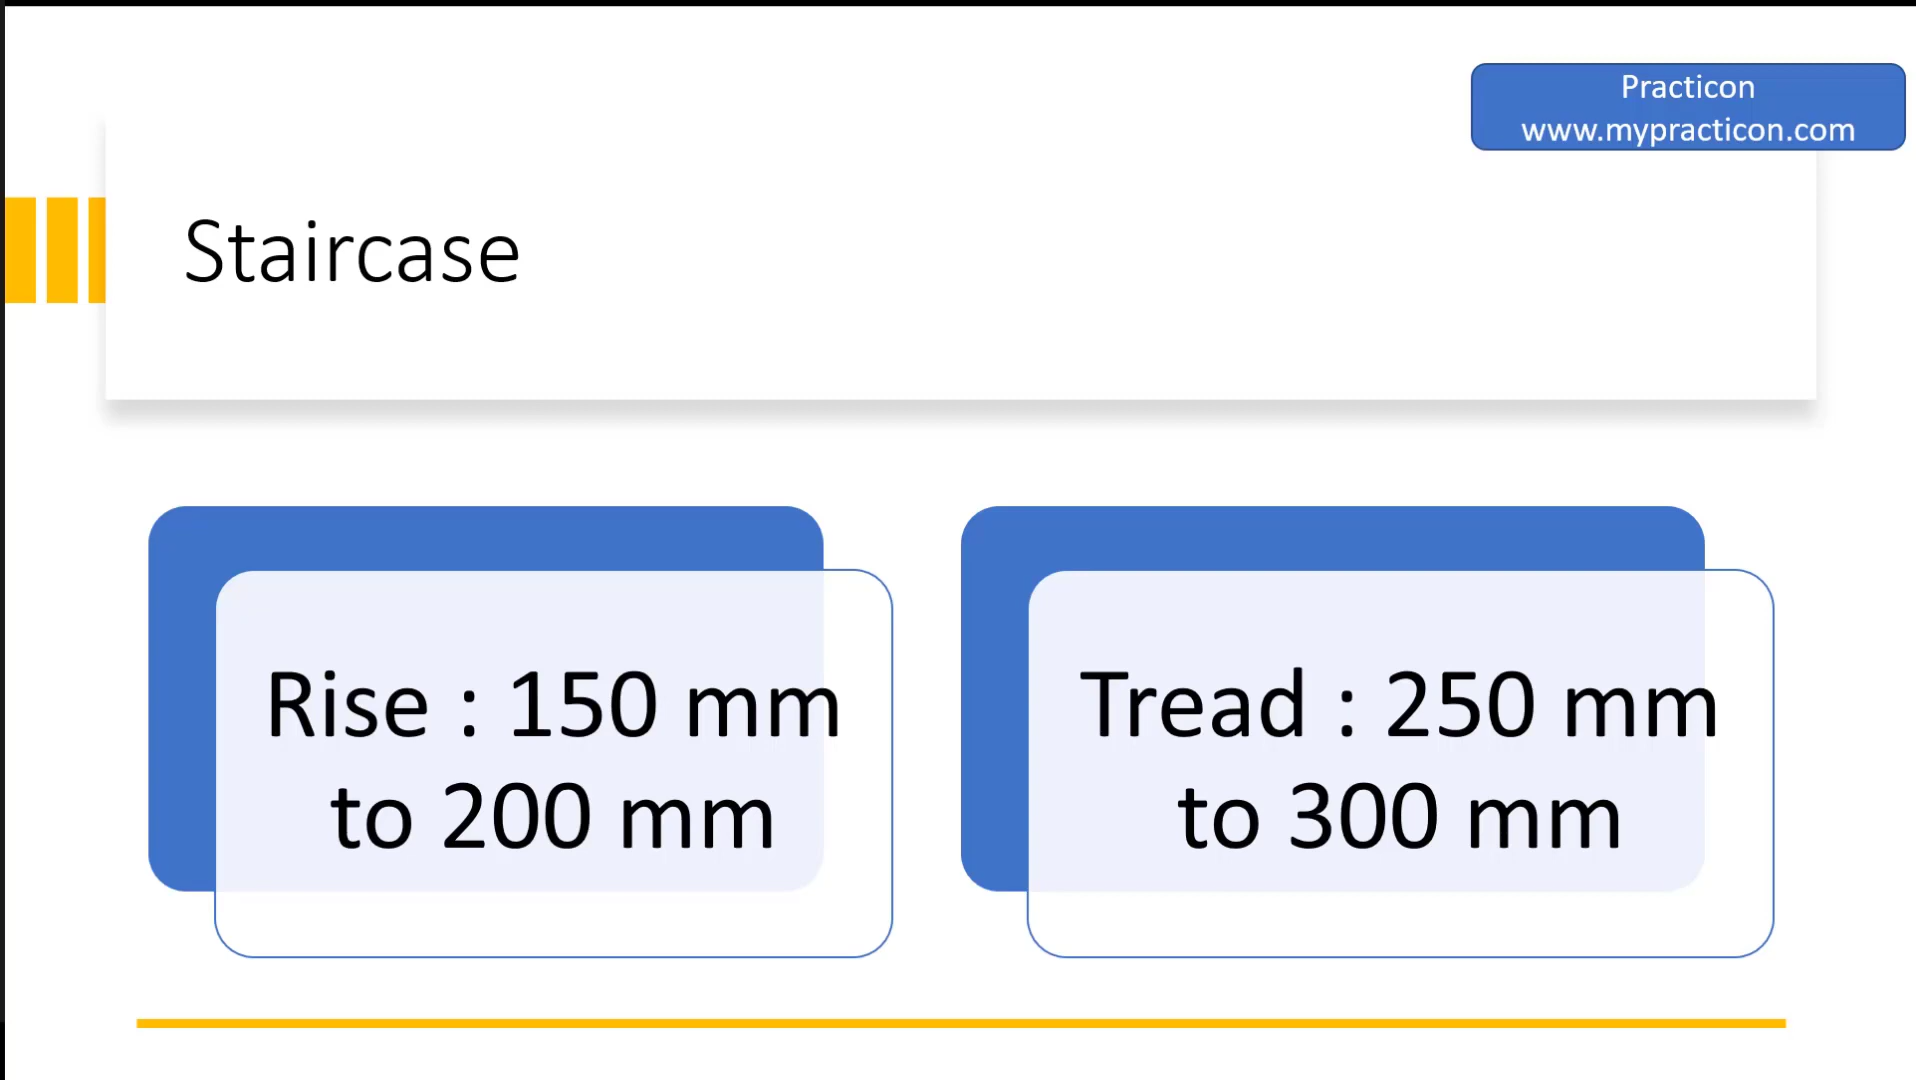 Practicon
www.mypracticon.com
Staircase
Rise : 150 mm
to 200 mm
Tread : 250 mm
to 300 mm